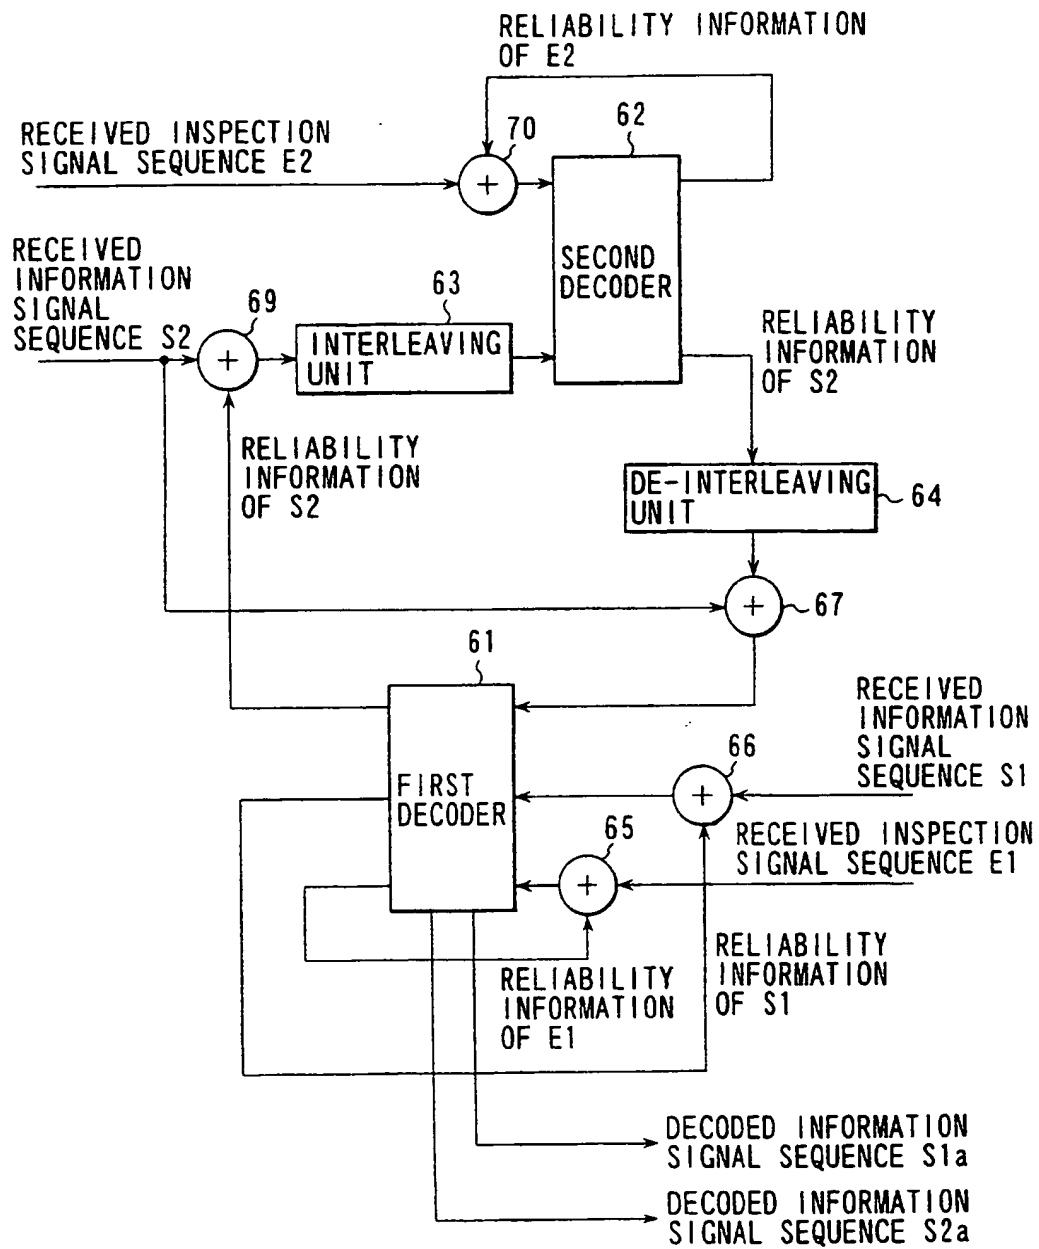 RELIABILITY INFORMATION
OF E2
RECEIVED INSPECTION
SIGNAL SEQUENCE E2
70
62
RECEIVED
INFORMATION
SIGNAL
SEQUENCE S2
69
63
SECOND
DECODER
INTERLEAVING
UNIT
RELIABILITY
INFORMATION
OF S2
RELIABILITY
INFORMATION
OF S2
DE-INTERLEAVING
UNIT
64
67
61
RECEIVED
INFORMATION
SIGNAL
SEQUENCE S1
66
FIRST
DECODER
65
RECEIVED INSPECTION
SIGNAL SEQUENCE E1
RELIABILITY
INFORMATION
OF S1
RELIABILITY
INFORMATION
OF E1
DECODED INFORMATION
SIGNAL SEQUENCE S1a
DECODED INFORMATION
SIGNAL SEQUENCE S2a